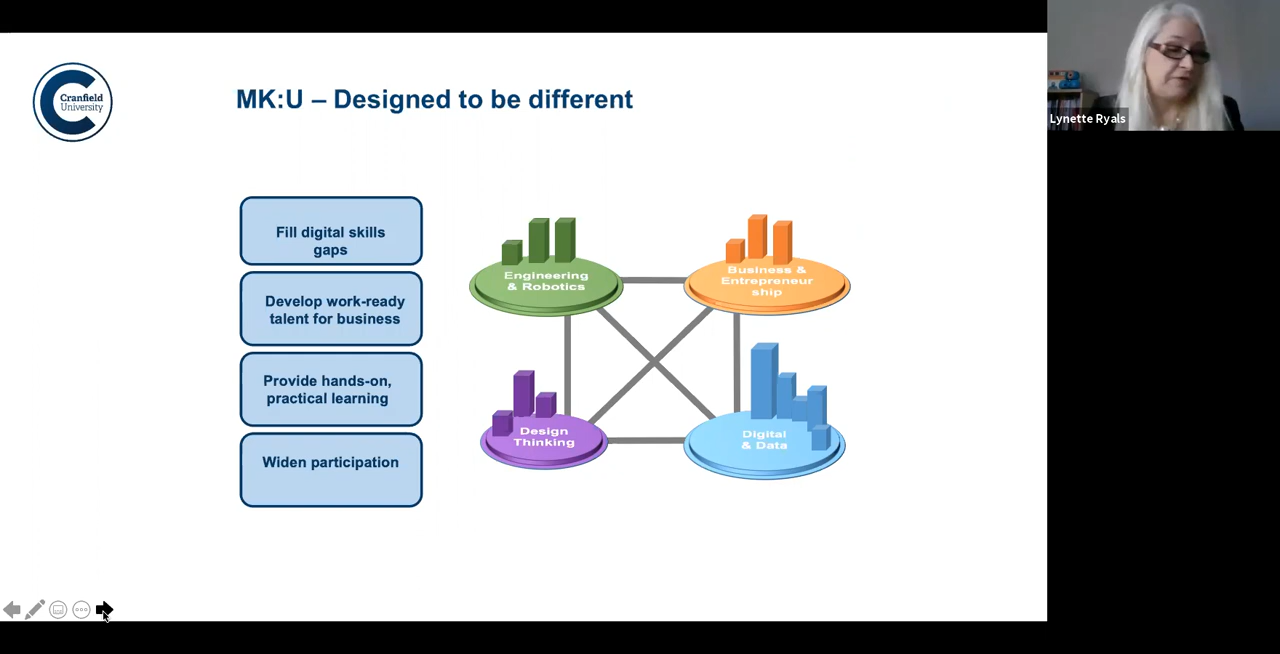 Cranfield
University
MK:U – Designed to be different
Lynette Ryals
Fill digital skills
gaps
Develop work-ready
talent for business
Provide hands-on,
practical learning
Widen participation
Engineering
& Robotics
Business &
Entrepreneur
ship
Design
Thinking
Digital
& Data